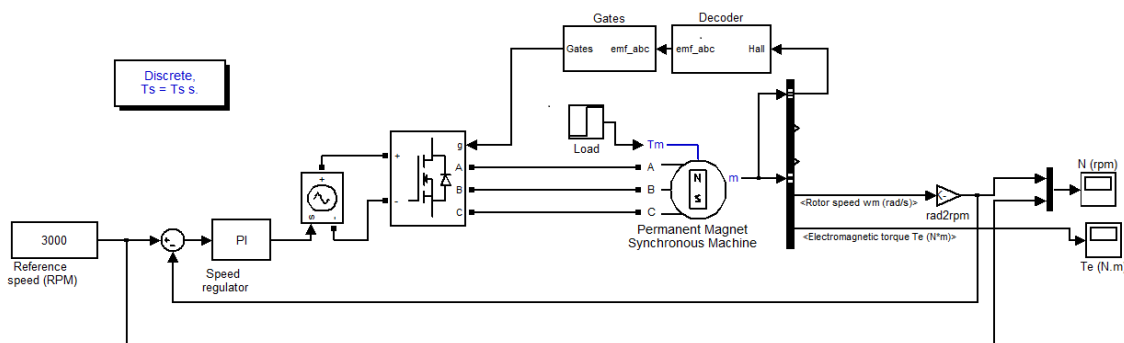 Gates
Decoder
Discrete,
Ts = Ts s.
Gates
emf_abc
emf_abc
Hall
Load
Tm
g
+
A
B
C
-
+
s
-
A
B
C
N
S
m
Permanent Magnet
Synchronous Machine
<Rotor speed wm (rad/s)>
<Electromagnetic torque Te (N*m)>
-K-
rad2rpm
N (rpm)
Te (N.m)
3000
Reference
speed (RPM)
+
-
PI
Speed
regulator